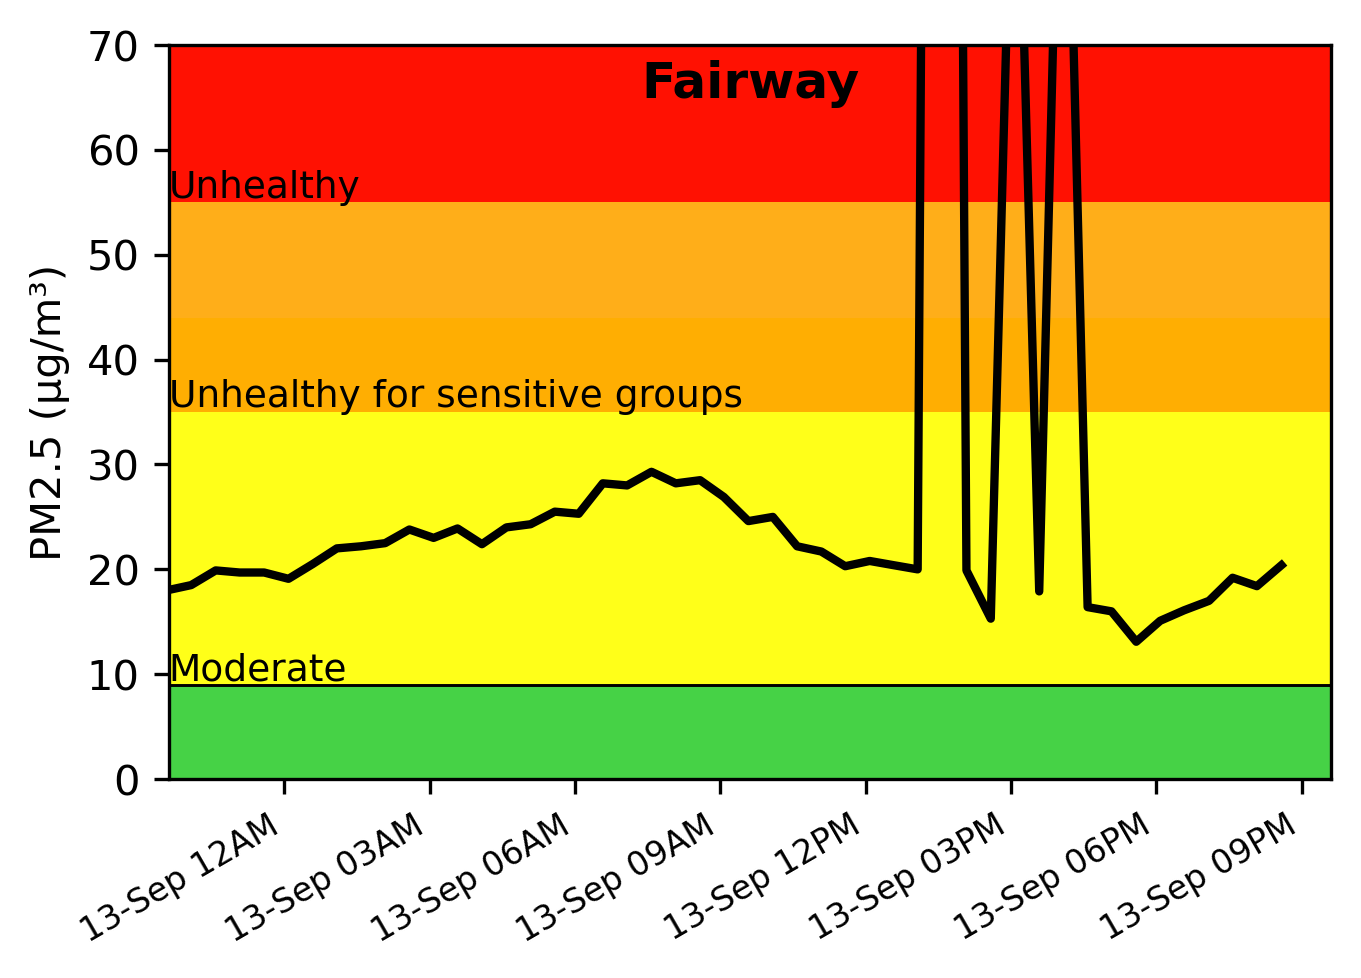 Fairway
PM2.5 (µg/m³)
70
60
50
40
30
20
10
0
Unhealthy
Unhealthy for sensitive groups
Moderate
13-Sep 12AM
13-Sep 03AM
13-Sep 06AM
13-Sep 09AM
13-Sep 12PM
13-Sep 03PM
13-Sep 06PM
13-Sep 09PM